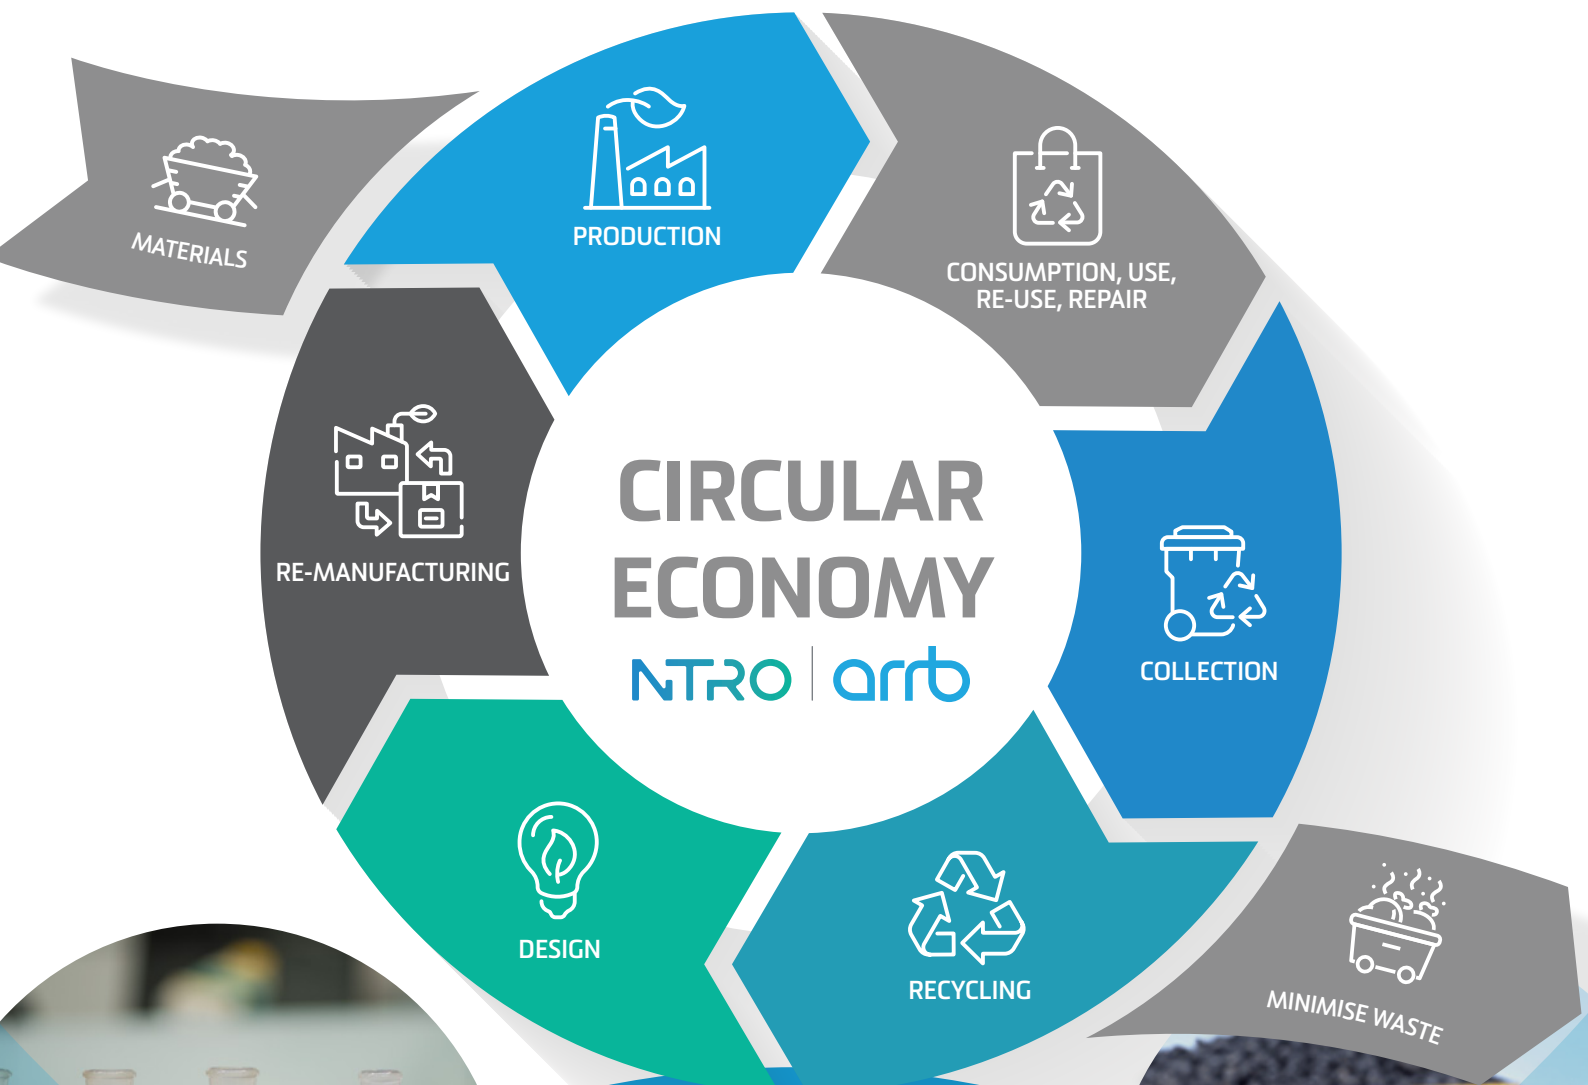 MATERIALS
PRODUCTION
CONSUMPTION, USE,
RE-USE, REPAIR
COLLECTION
MINIMISE WASTE
RECYCLING
DESIGN
RE-MANUFACTURING
CIRCULAR
ECONOMY
NTRO | arrb